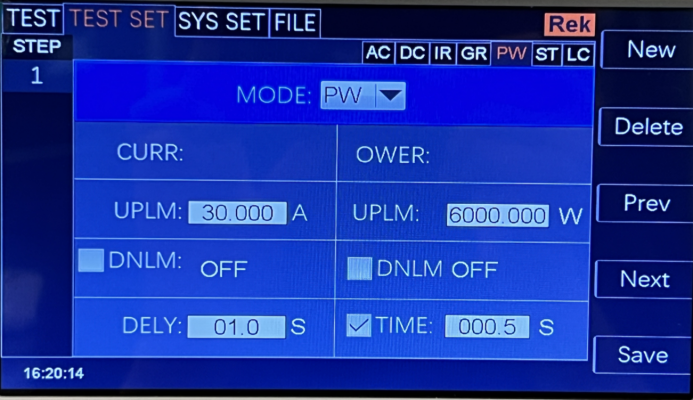 TEST TEST SET SYS SET FILE Rek
STEP AC DC IR GR PW ST LC
1
MODE: PW
CURR: OWER:
UPLM: 30.000 A UPLM: 6000.000 W
DNLM: OFF DNLM OFF
DELY: 01.0 S TIME: 000.5 S
16:20:14
New
Delete
Prev
Next
Save